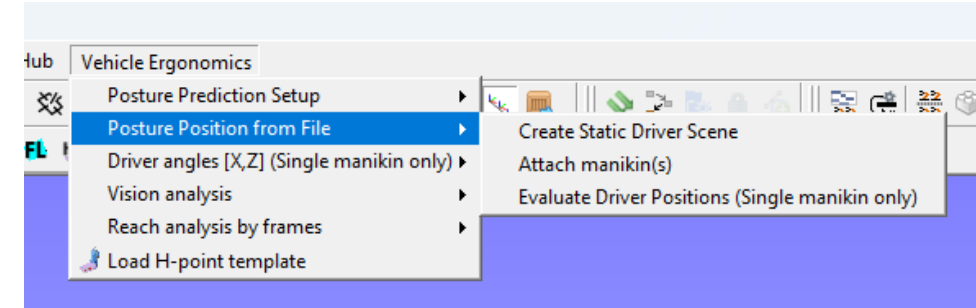 Hub
Vehicle Ergonomics
Posture Prediction Setup
Posture Position from File
Driver angles [X,Z] (Single manikin only)
Vision analysis
Reach analysis by frames
Load H-point template
Create Static Driver Scene
Attach manikin(s)
Evaluate Driver Positions (Single manikin only)
FL